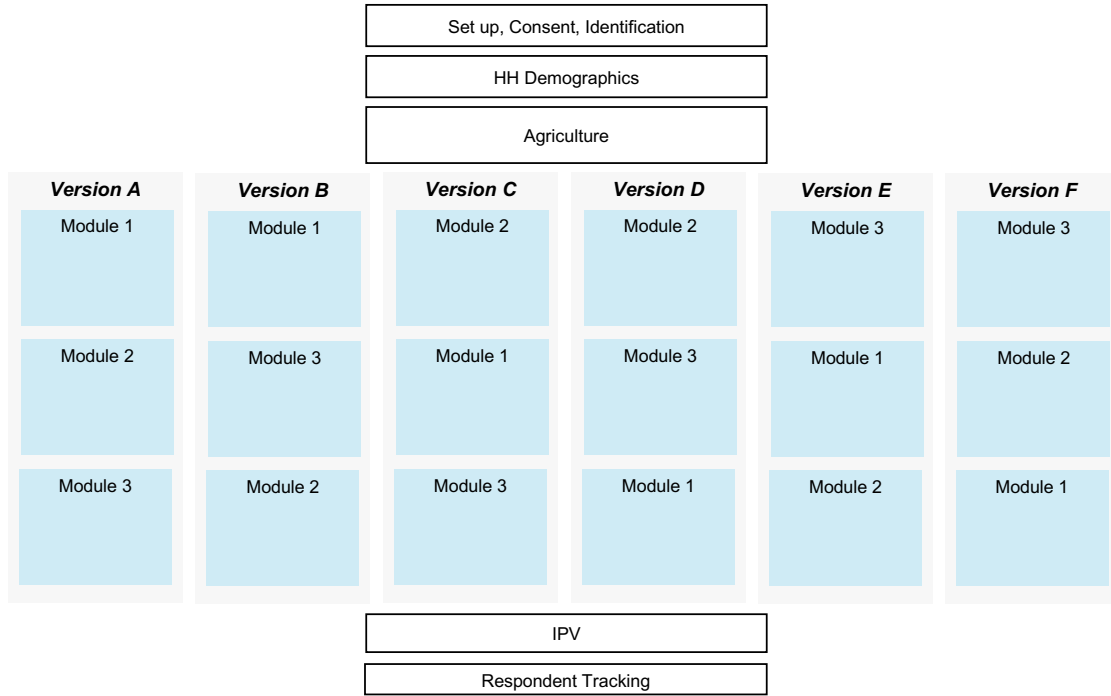 Set up, Consent, Identification
HH Demographics
Agriculture
Version A
Version B
Version C
Version D
Version E
Version F
Module 1
Module 1
Module 2
Module 2
Module 3
Module 3
Module 2
Module 3
Module 1
Module 3
Module 1
Module 2
Module 3
Module 2
Module 3
Module 1
Module 2
Module 1
IPV
Respondent Tracking